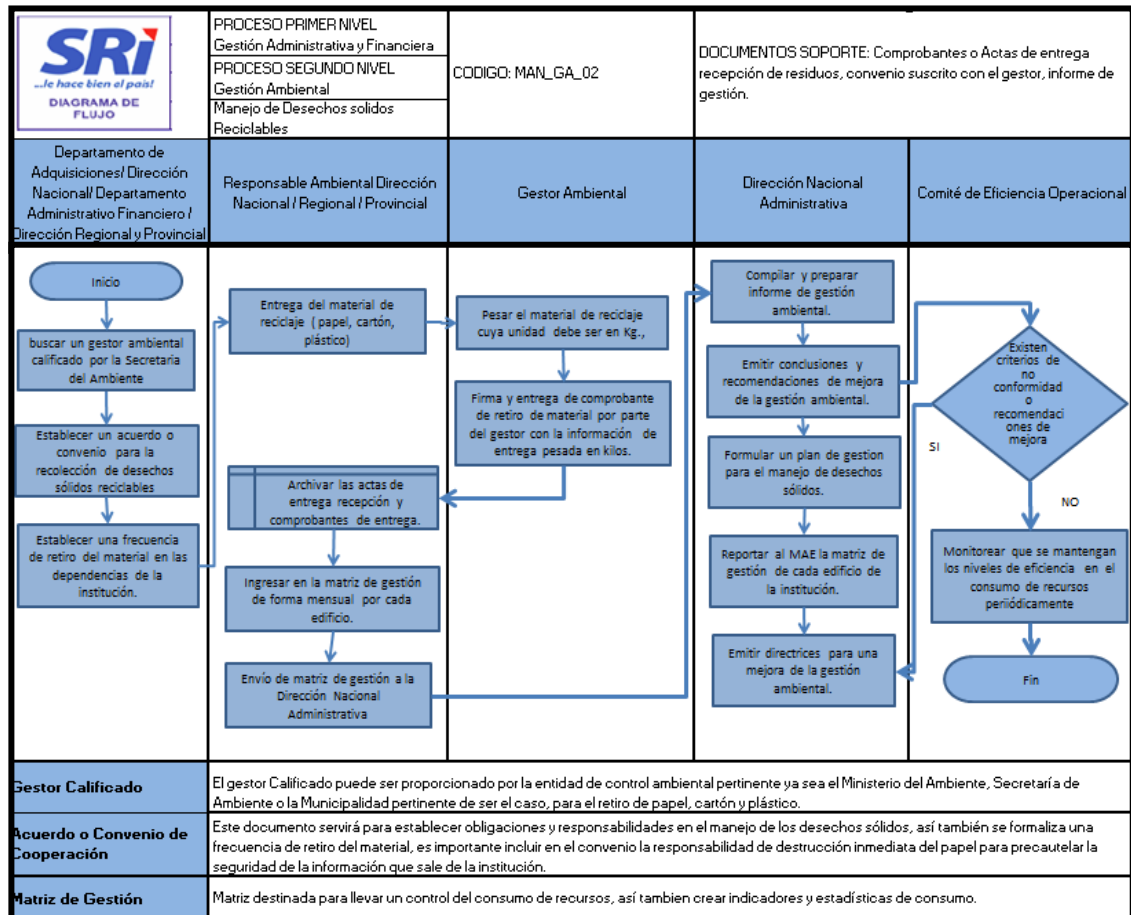 SRi
...le hace bien el país!
DIAGRAMA DE
FLUJO
PROCESO PRIMER NIVEL
Gestión Administrativa y Financiera
PROCESO SEGUNDO NIVEL
Gestión Ambiental
Manejo de Desechos solidos
Reciclables
CODIGO: MAN_GA_02
DOCUMENTOS SOPORTE: Comprobantes o Actas de entrega
recepción de residuos, convenio suscrito con el gestor, informe de
gestión.
Departamento de
Adquisiciones/ Dirección
Nacional/ Departamento
Administrativo Financiero /
Dirección Regional y Provincial
Responsable Ambiental Dirección
Nacional / Regional / Provincial
Gestor Ambiental
Dirección Nacional
Administrativa
Comité de Eficiencia Operacional
Inicio
buscar un gestor ambiental
calificado por la Secretaria
del Ambiente
Establecer un acuerdo o
convenio para la
recolección de desechos
sólidos reciclables
Establecer una frecuencia
de retiro del material en las
dependencias de la
institución.
Entrega del material de
reciclaje ( papel, cartón,
plástico)
Archivar las actas de
entrega recepción y
comprobantes de entrega.
Ingresar en la matriz de gestión
de forma mensual por cada
edificio.
Envío de matriz de gestión a la
Dirección Nacional
Administrativa
Pesar el material de reciclaje
cuya unidad debe ser en Kg.,
Firma y entrega de comprobante
de retiro de material por parte
del gestor con la información de
entrega pesada en kilos.
Compilar y preparar
informe de gestión
ambiental.
Emitir conclusiones y
recomendaciones de mejora
de la gestión ambiental.
Formular un plan de gestion
para el manejo de desechos
sólidos.
Reportar al MAE la matriz de
gestión de cada edificio de
la institución.
Emitir directrices para una
mejora de la gestión
ambiental.
Existen
criterios de
no
conformidad
o
recomendaci
ones de
mejora
SI
NO
Monitorear que se mantengan
los niveles de eficiencia en el
consumo de recursos
periiódicamente
Fin
Gestor Calificado
El gestor Calificado puede ser proporcionado por la entidad de control ambiental pertinente ya sea el Ministerio del Ambiente, Secretaría de
Ambiente o la Municipalidad pertinente de ser el caso, para el retiro de papel, cartón y plástico.
Acuerdo o Convenio de
Cooperación
Este documento servirá para establecer obligaciones y responsabilidades en el manejo de los desechos sólidos, así también se formaliza una
frecuencia de retiro del material, es importante incluir en el convenio la responsabilidad de destrucción inmediata del papel para precautelar la
seguridad de la información que sale de la institución.
Matriz de Gestión
Matriz destinada para llevar un control del consumo de recursos, así tambien crear indicadores y estadísticas de consumo.